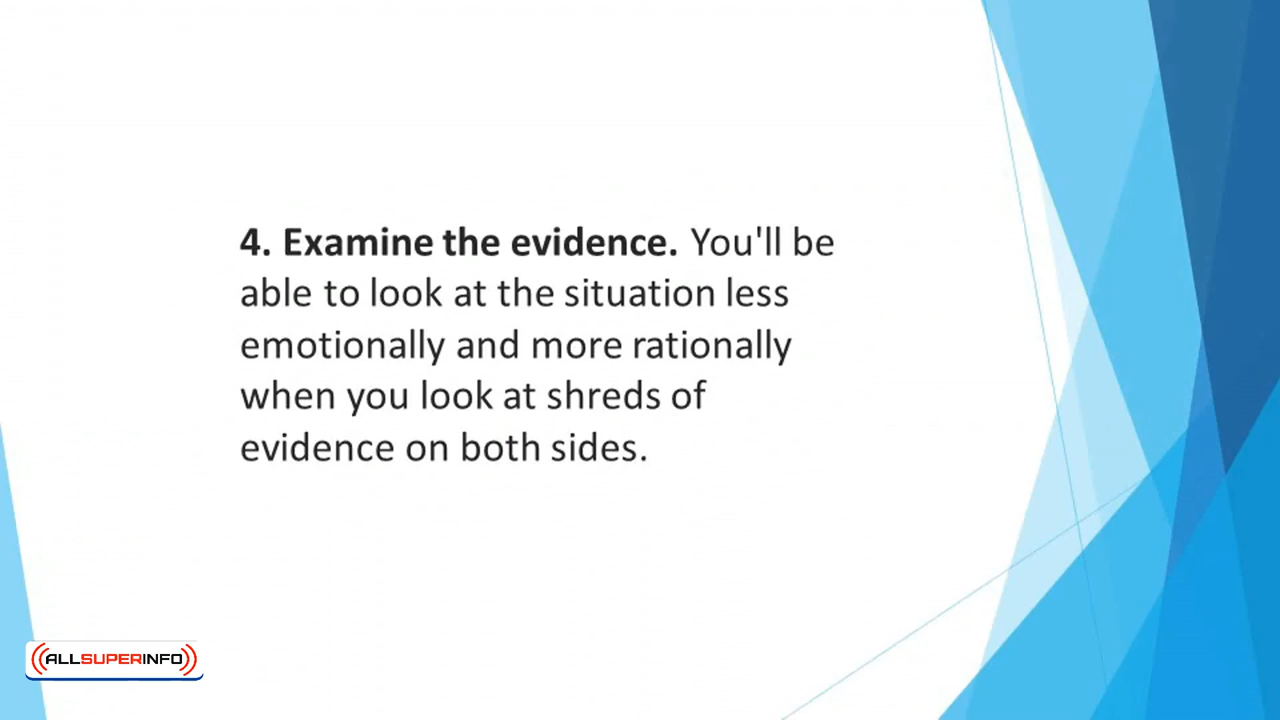 4. Examine the evidence. You'll be
able to look at the situation less
emotionally and more rationally
when you look at shreds of
evidence on both sides.
ALLSUPERINFO